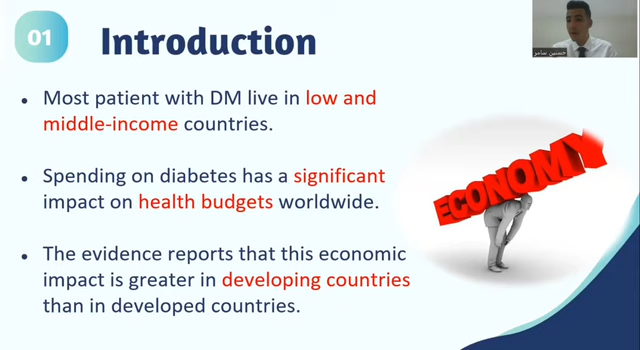 01
Introduction
حسنين سامر
• Most patient with DM live in low and
middle-income countries.
• Spending on diabetes has a significant
impact on health budgets worldwide.
• The evidence reports that this economic
impact is greater in developing countries
than in developed countries.
ECONOMY